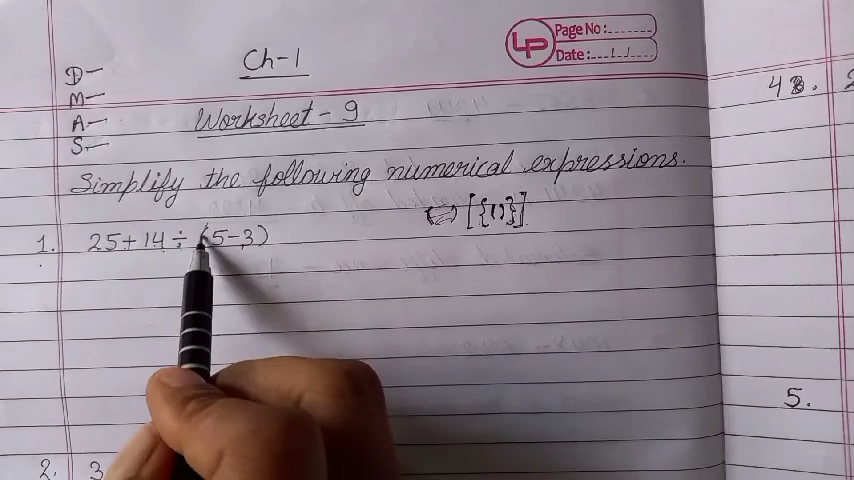 Ch-1
LP
Page No:
Date:
D-
M-
A-
S-
Worksheet - 9
Simplify the following numerical expressions.
[{()}]
1. 25+14÷(5-3)
2. 3
4
5.